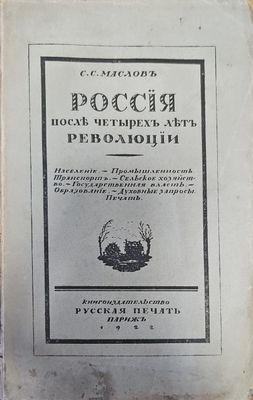 С. С. МАСЛОВЪ
РОССІЯ
ПОСЛѢ ЧЕТЫРЕХЪ ЛѢТЪ
РЕВОЛЮЦІИ
Населеніе. – Промышленность.
Транспортъ. – Сельское хозяйст-
во. – Государственная власть. –
Образованіе. – Духовные запросы.
Печать.
КНИГОИЗДАТЕЛЬСТВО
РУССКАЯ ПЕЧАТЬ
ПАРИЖЪ
1922